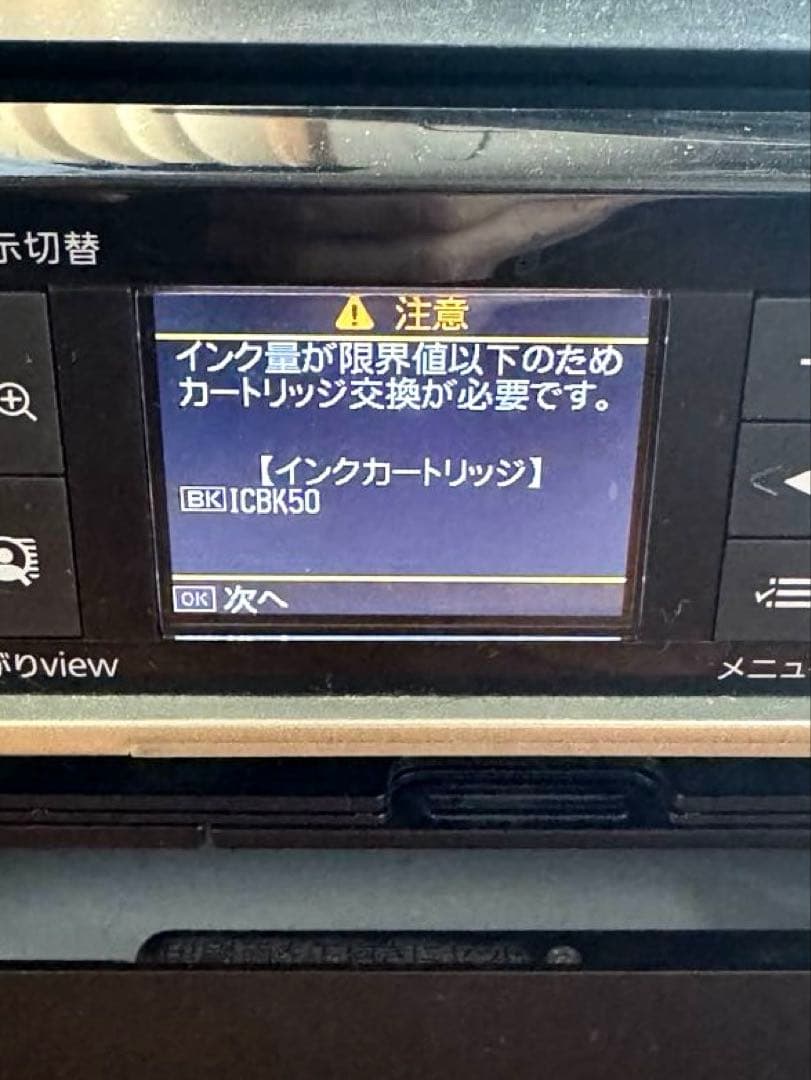 示切替
注意
インク量が限界値以下のため
カートリッジ交換が必要です。
【インクカートリッジ】
BK ICBK50
OK 次へ
ぶりview
メニュー